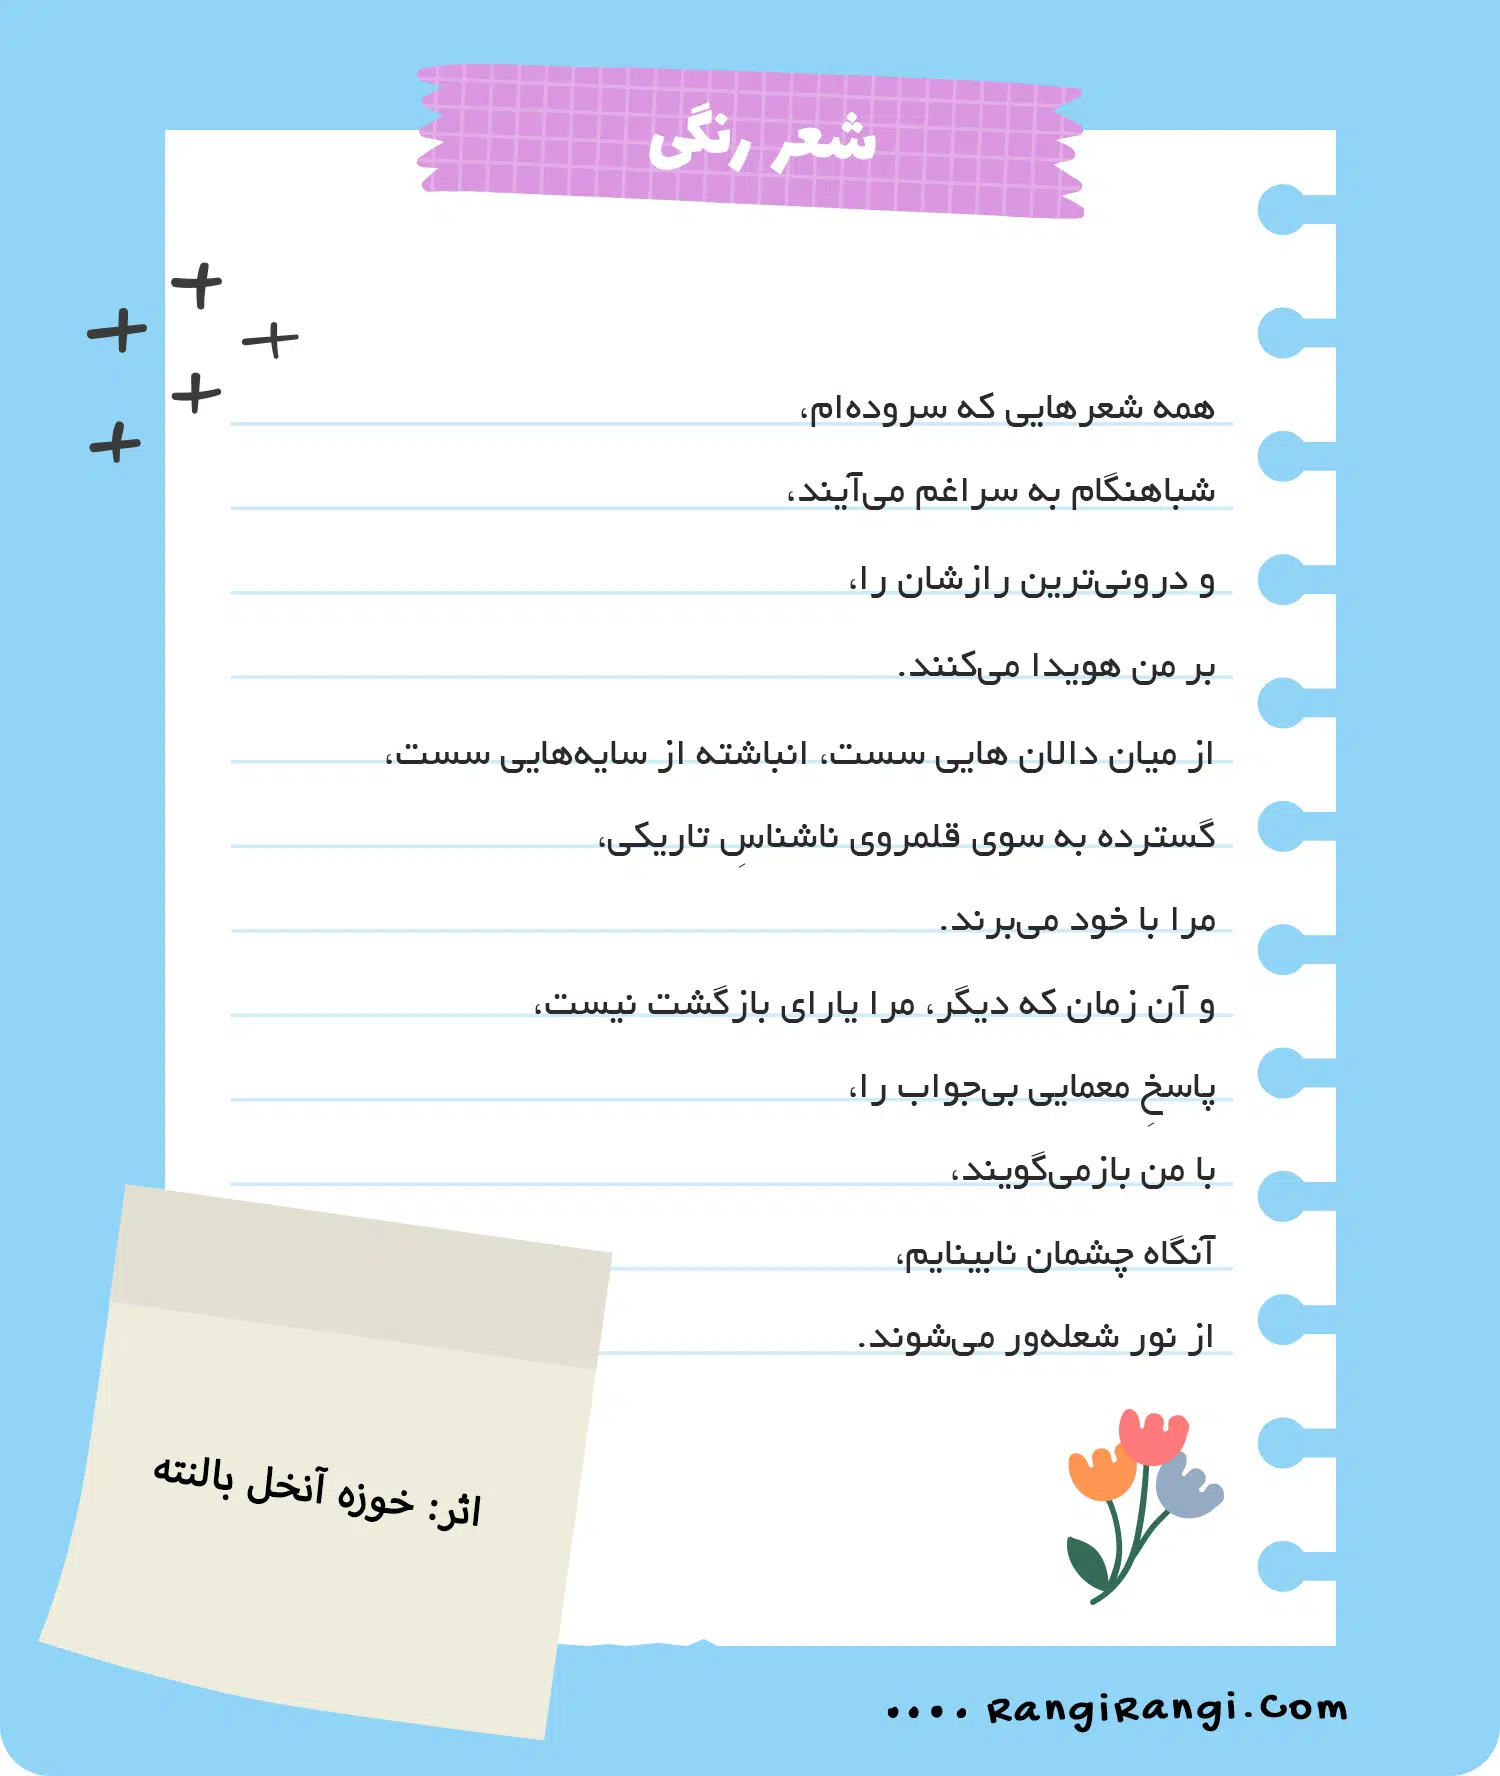 شعر رنگی
همه شعرهایی که سروده‌ام،
شباهنگام به سراغم می‌آیند،
و درونی‌ترین رازشان را،
بر من هویدا می‌کنند.
از میان دالان هایی سست، انباشته از سایه‌هایی سست،
گسترده به سوی قلمروی ناشناسِ تاریکی،
مرا با خود می‌برند.
و آن زمان که دیگر، مرا یارای بازگشت نیست،
پاسخِ معمایی بی‌جواب را،
با من بازمی‌گویند،
آنگاه چشمان نابینایم،
از نور شعله‌ور می‌شوند.
اثر: خوزه آنخل بالنته
.... RangiRangi.Com